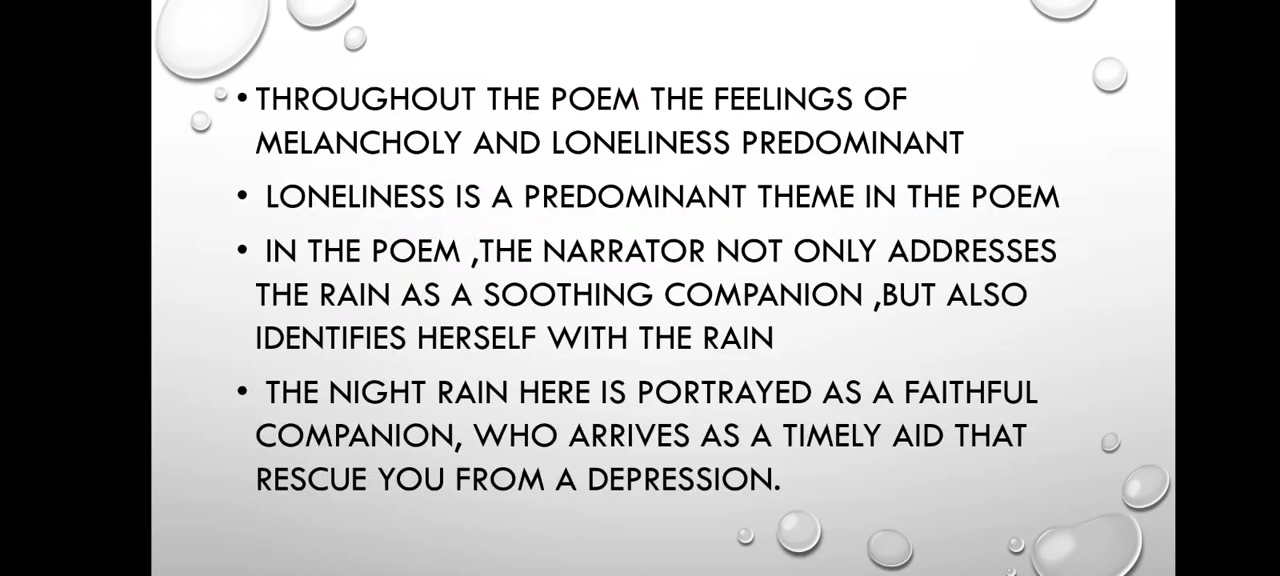 • THROUGHOUT THE POEM THE FEELINGS OF
MELANCHOLY AND LONELINESS PREDOMINANT
• LONELINESS IS A PREDOMINANT THEME IN THE POEM
• IN THE POEM ,THE NARRATOR NOT ONLY ADDRESSES
THE RAIN AS A SOOTHING COMPANION ,BUT ALSO
IDENTIFIES HERSELF WITH THE RAIN
• THE NIGHT RAIN HERE IS PORTRAYED AS A FAITHFUL
COMPANION, WHO ARRIVES AS A TIMELY AID THAT
RESCUE YOU FROM A DEPRESSION.